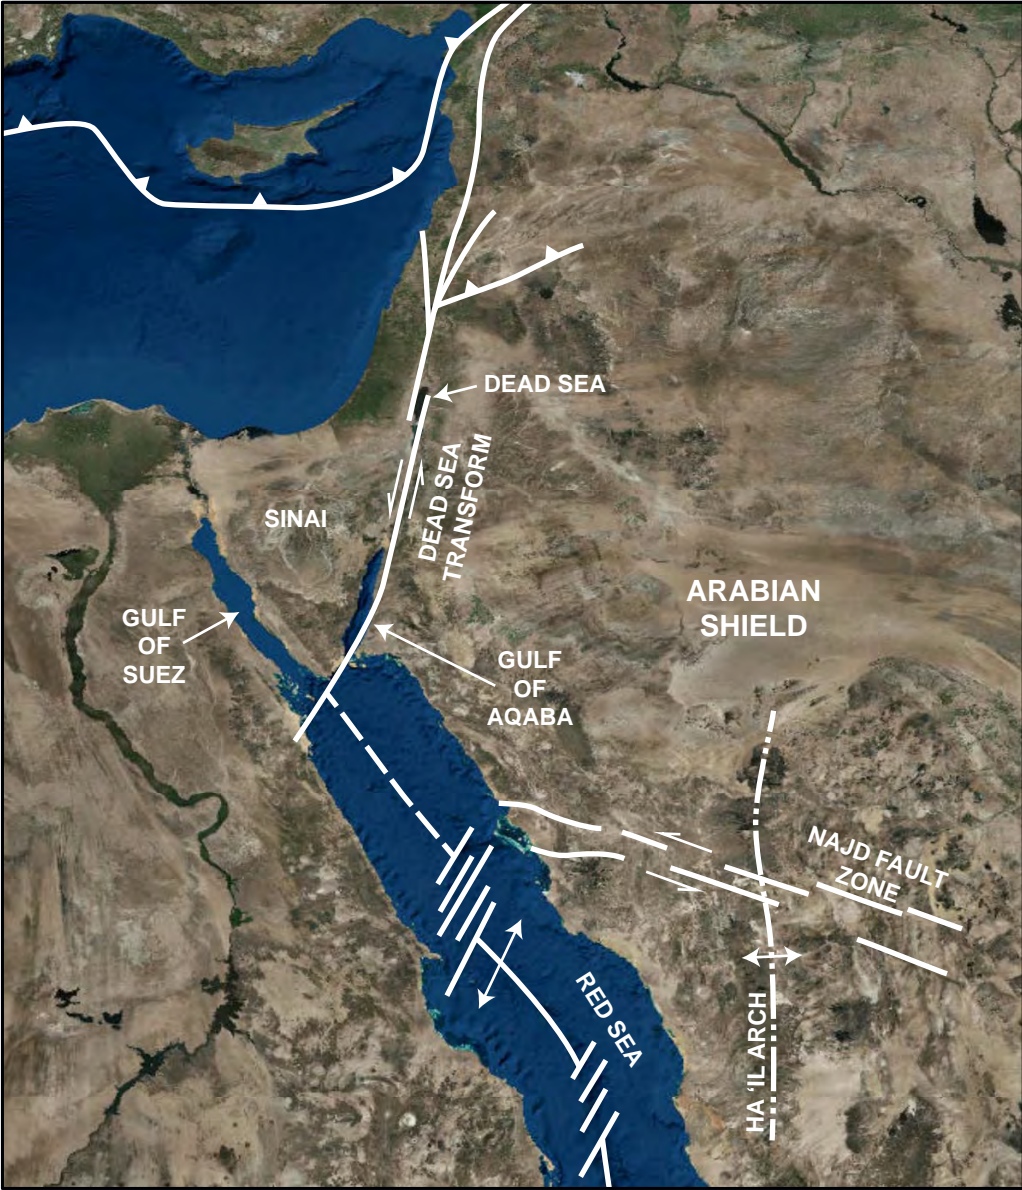 DEAD SEA
DEAD SEA
TRANSFORM
SINAI
ARABIAN
SHIELD
GULF
OF
SUEZ
GULF
OF
AQABA
NAJD FAULT
ZONE
RED SEA
HA 'IL ARCH